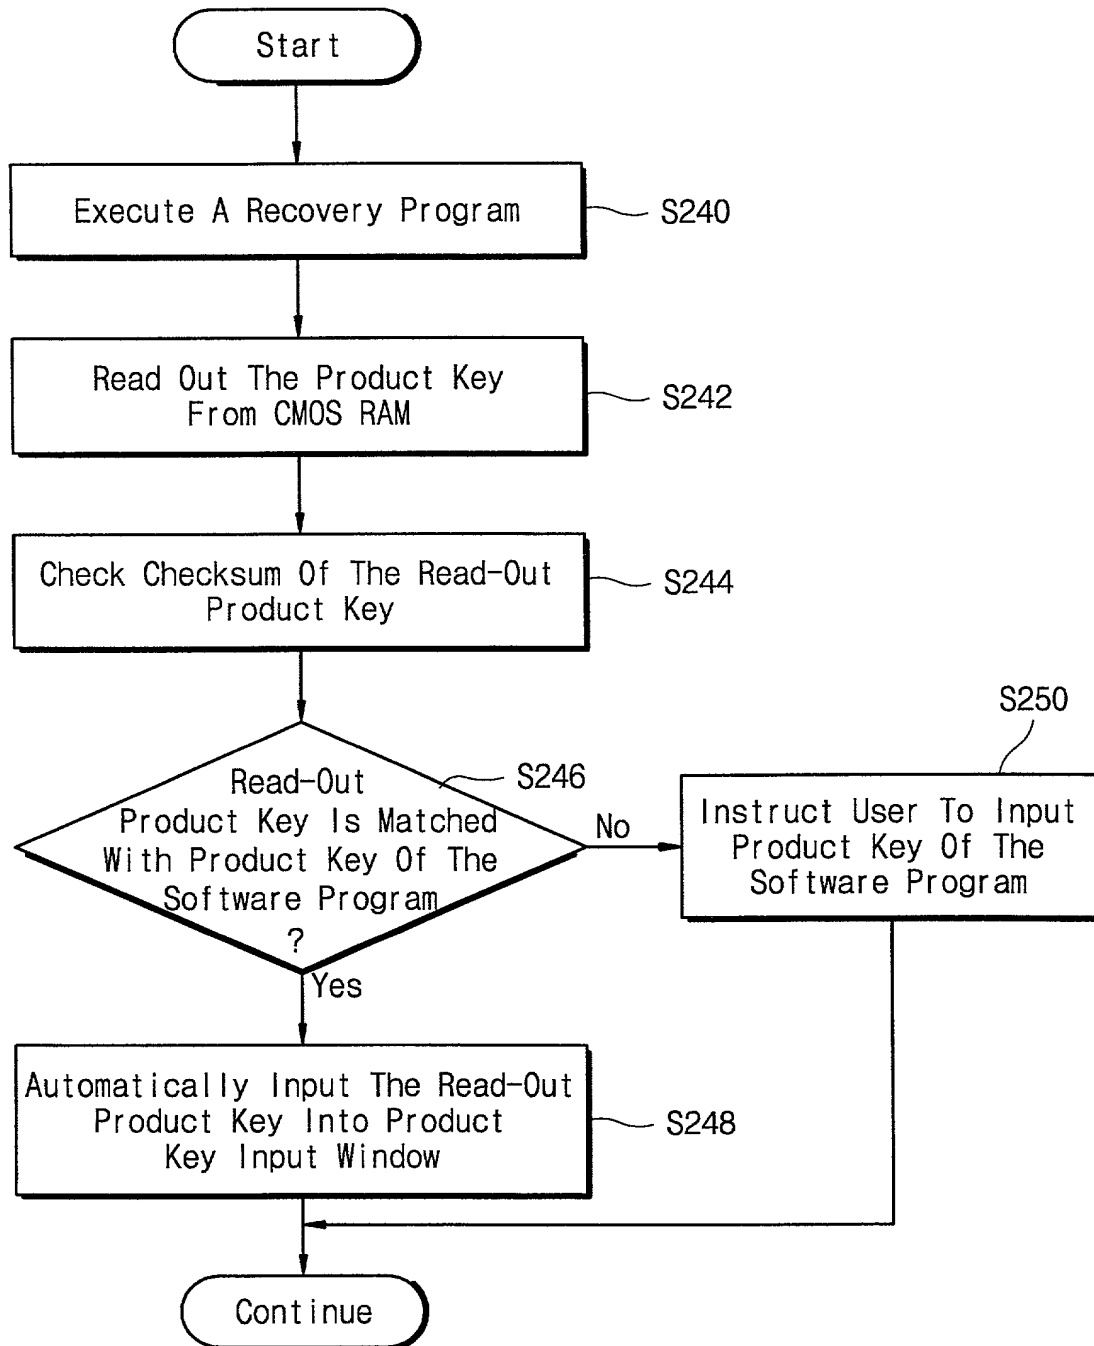 Start
Execute A Recovery Program
S240
Read Out The Product Key
From CMOS RAM
S242
Check Checksum Of The Read-Out
Product Key
S244
Read-Out
Product Key Is Matched
With Product Key Of The
Software Program
?
S246
No
S250
Instruct User To Input
Product Key Of The
Software Program
Yes
Automatically Input The Read-Out
Product Key Into Product
Key Input Window
S248
Continue